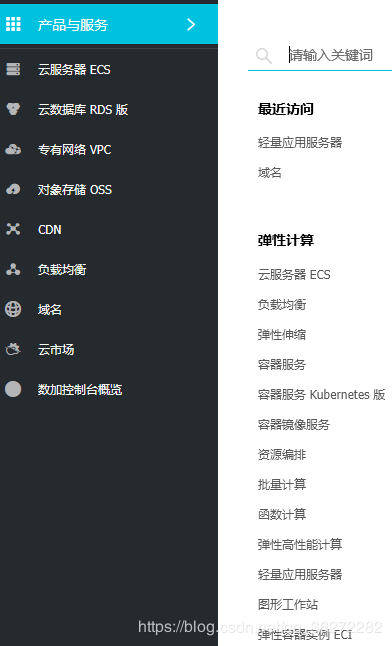 产品与服务
云服务器 ECS
云数据库 RDS 版
专有网络 VPC
对象存储 OSS
CDN
负载均衡
域名
云市场
数加控制台概览
请输入关键词
最近访问
轻量应用服务器
域名
弹性计算
云服务器 ECS
负载均衡
弹性伸缩
容器服务
容器服务 Kubernetes 版
容器镜像服务
资源编排
批量计算
函数计算
弹性高性能计算
轻量应用服务器
图形工作站
弹性容器实例 ECI